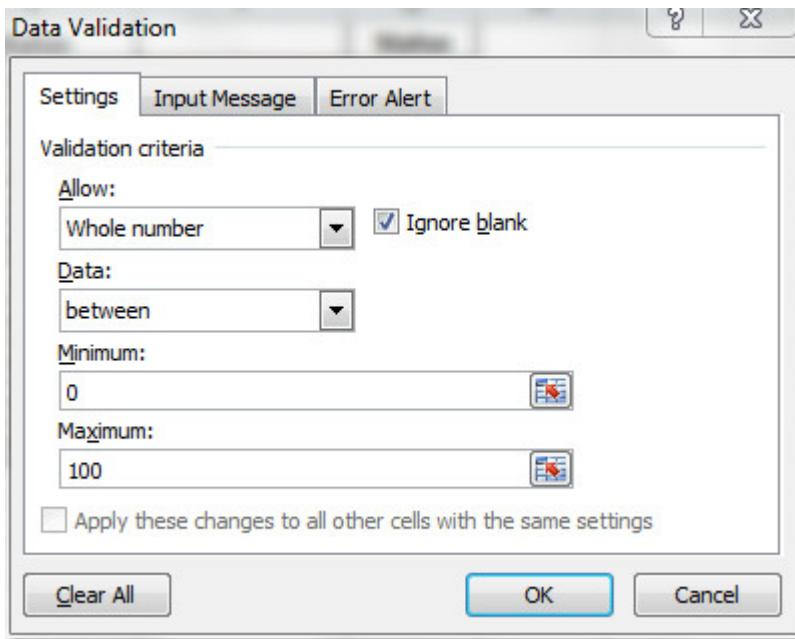 Data Validation
Settings Input Message Error Alert
Validation criteria
Allow:
Whole number Ignore blank
Data:
between
Minimum:
0
Maximum:
100
Apply these changes to all other cells with the same settings
Clear All OK Cancel